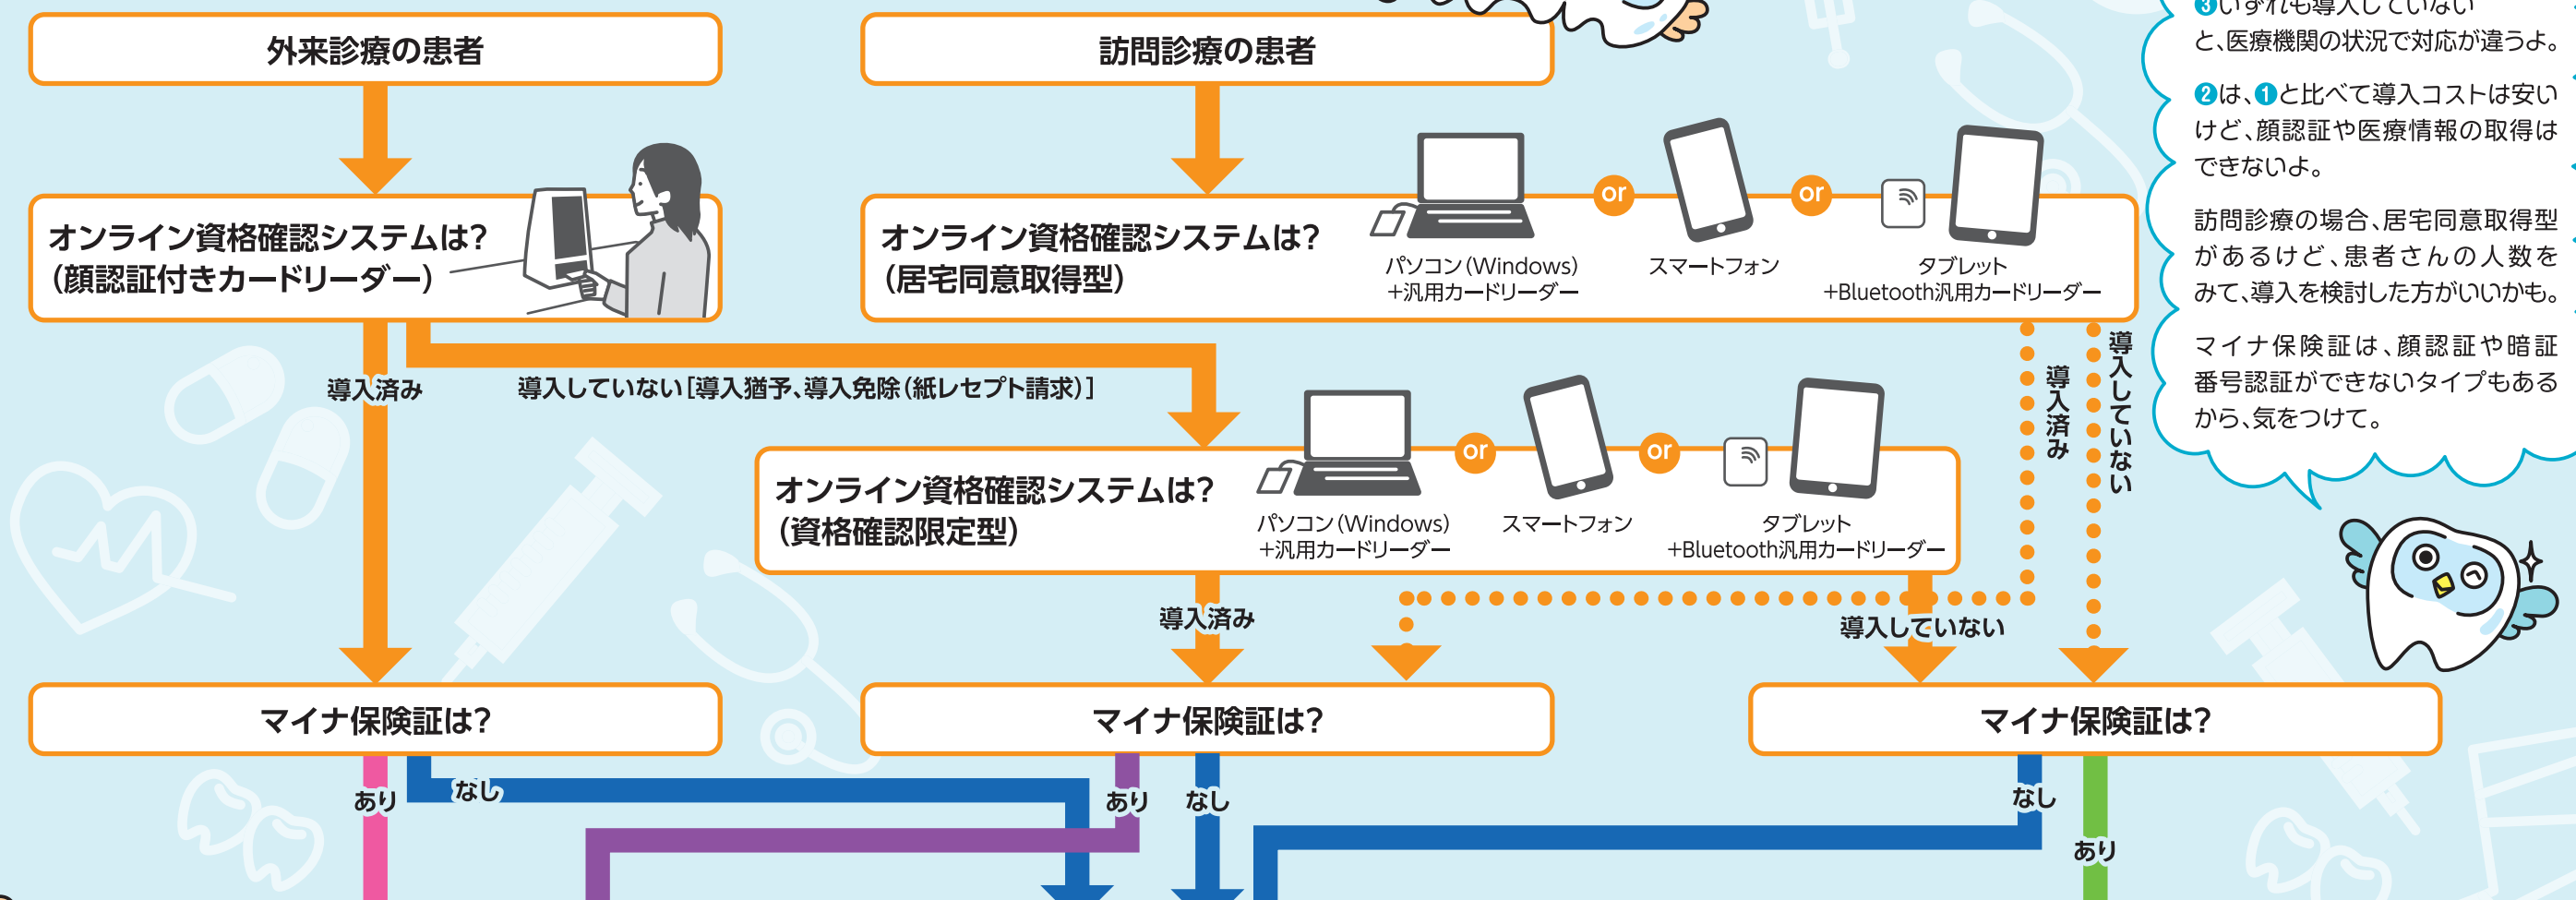 外来診療の患者
訪問診療の患者
オンライン資格確認システムは？
（顔認証付きカードリーダー）
オンライン資格確認システムは？
（居宅同意取得型）
or
or
パソコン（Windows）
+汎用カードリーダー
スマートフォン
タブレット
+Bluetooth汎用カードリーダー
導入済み
導入していない［導入猶予、導入免除（紙レセプト請求）］
導入済み
導入していない
オンライン資格確認システムは？
（資格確認限定型）
or
or
パソコン（Windows）
+汎用カードリーダー
スマートフォン
タブレット
+Bluetooth汎用カードリーダー
導入済み
導入していない
マイナ保険証は？
マイナ保険証は？
マイナ保険証は？
あり
なし
あり
なし
なし
あり
❸いずれも導入していない
と、医療機関の状況で対応が違うよ。
❷は、❶と比べて導入コストは安い
けど、顔認証や医療情報の取得は
できないよ。
訪問診療の場合、居宅同意取得型
があるけど、患者さんの人数を
みて、導入を検討した方がいいかも。
マイナ保険証は、顔認証や暗証
番号認証ができないタイプもある
から、気をつけて。